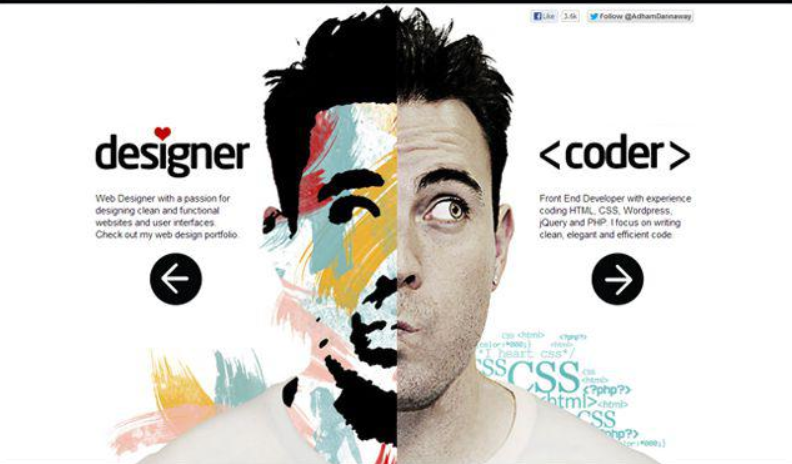 Like 3.6k Follow @AdhamDannaway
designer
Web Designer with a passion for
designing clean and functional
websites and user interfaces.
Check out my web design portfolio.
<coder>
Front End Developer with experience
coding HTML, CSS, Wordpress,
jQuery and PHP. I focus on writing
clean, elegant and efficient code.
css <html> <?php?>
color:#000;} <html>
*I heart css*/
CSS CSS css
<html>
<?php?>
<html> <html>
CSS
php?>